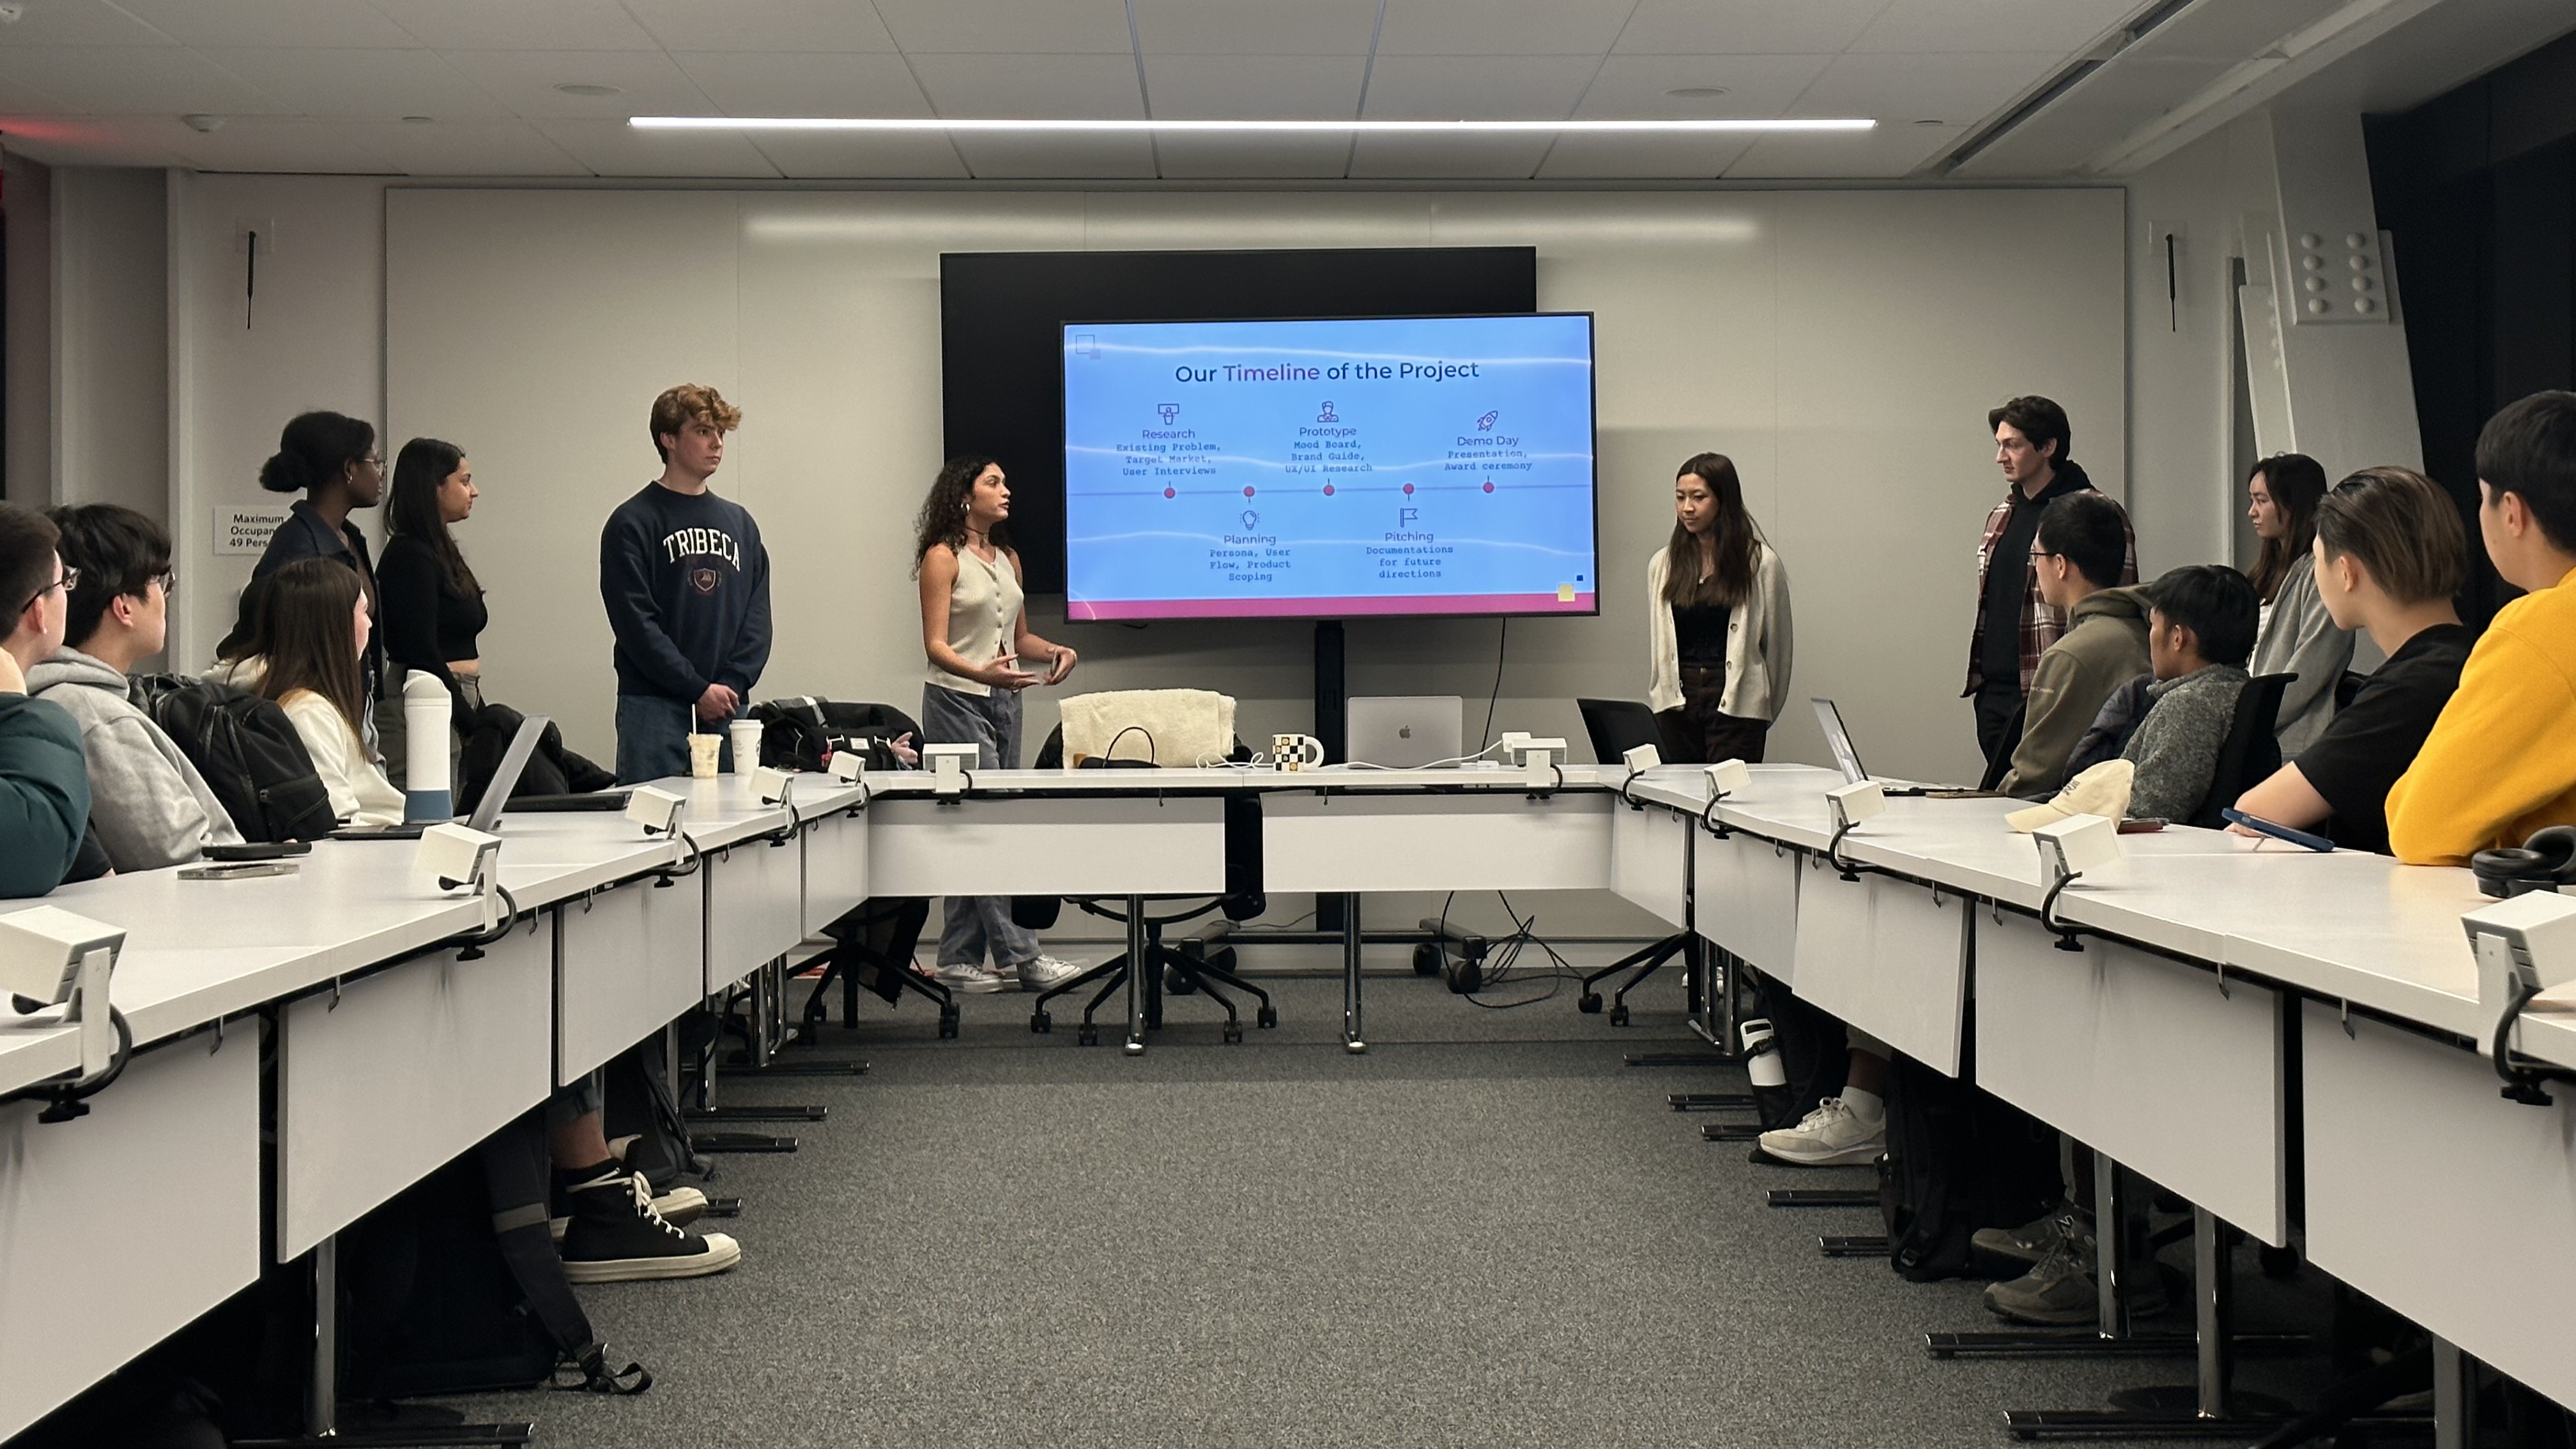 Maximum
Occupan
49 Pers
TRIBECA
Our Timeline of the Project
Research
Existing Problem,
Target Market,
User Interviews
Prototype
Mood Board,
Brand Guide,
UX/UI Research
Demo Day
Presentation,
Award ceremony
Planning
Persona, User
Flow, Product
Scoping
Pitching
Documentations
for future
directions